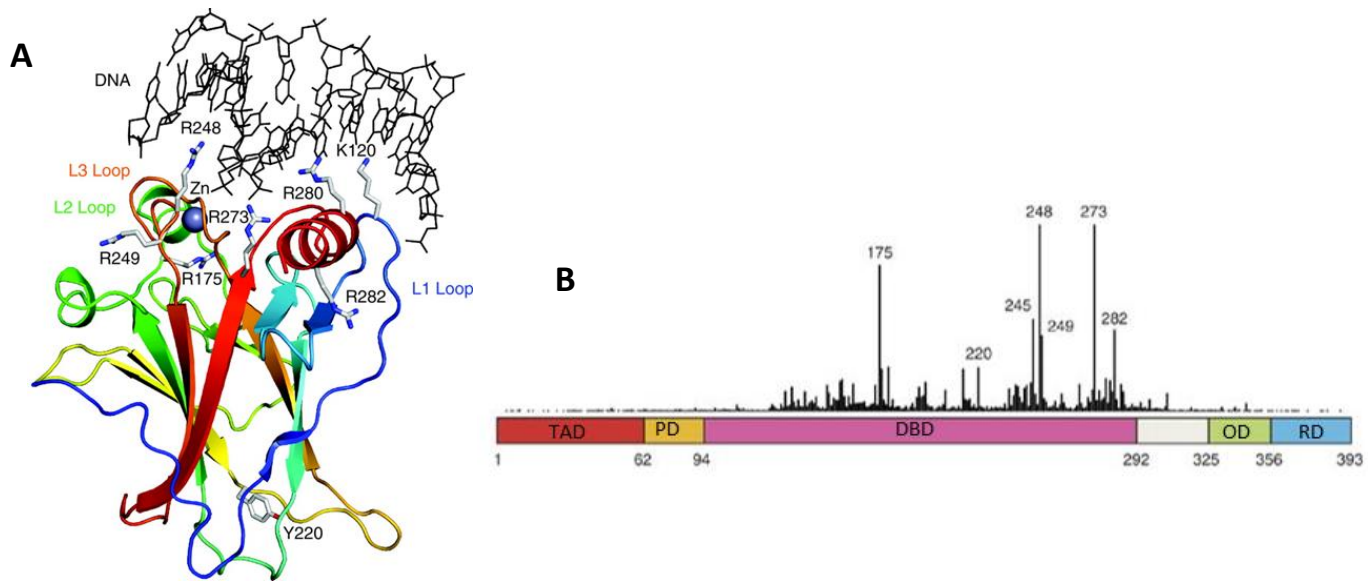 A
DNA
R248
K120
L3 Loop
Zn
R280
L2 Loop
R273
R249
R175
L1 Loop
R282
Y220
B
248
273
175
245
249
282
220
TAD PD DBD OD RD
1 62 94 292 325 356 393